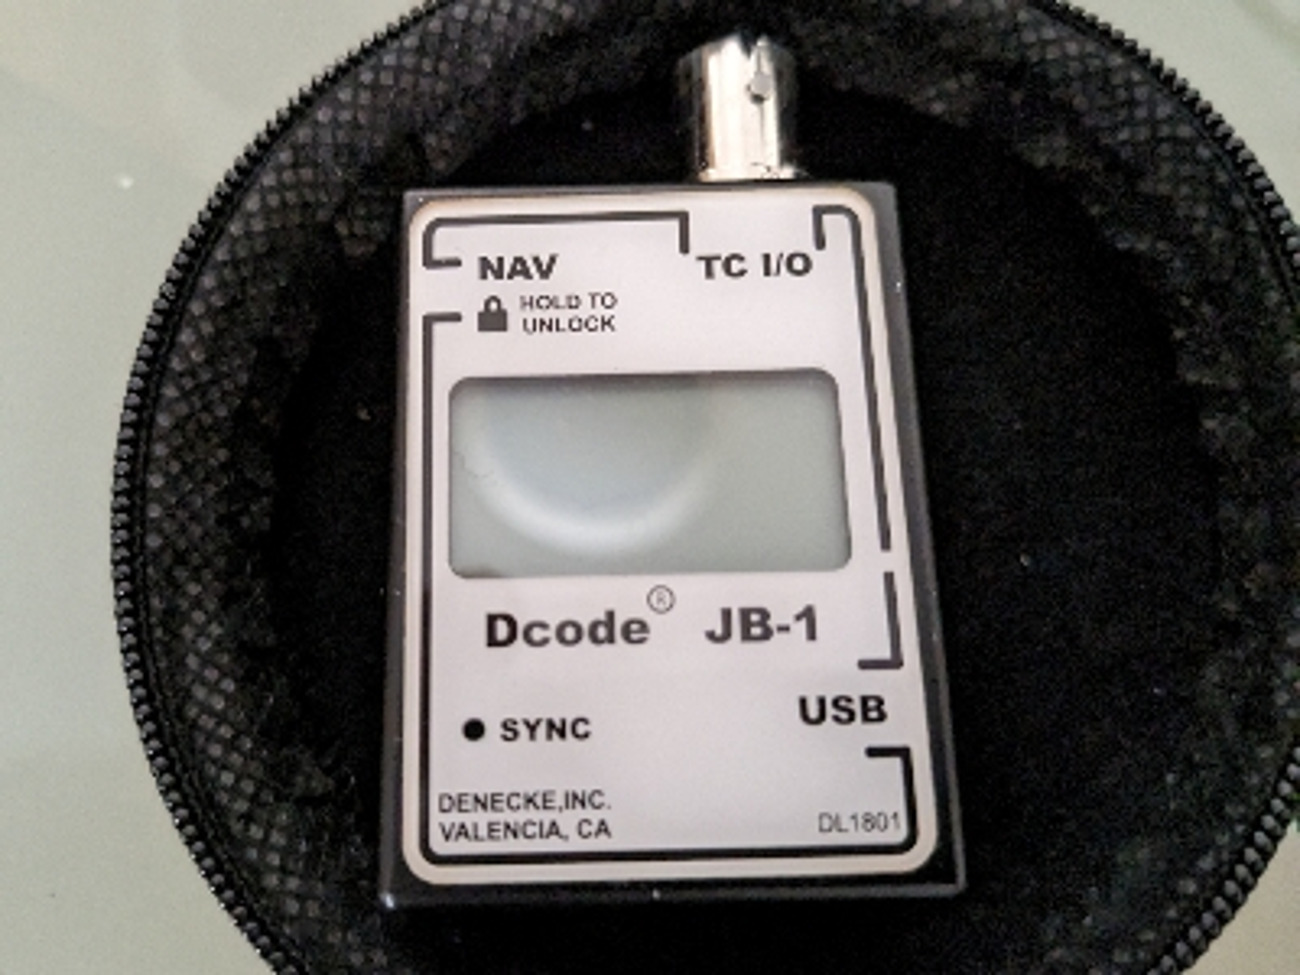 NAV
TC I/O
HOLD TO
UNLOCK
Dcode® JB-1
USB
SYNC
DENECKE,INC.
VALENCIA, CA
DL1801